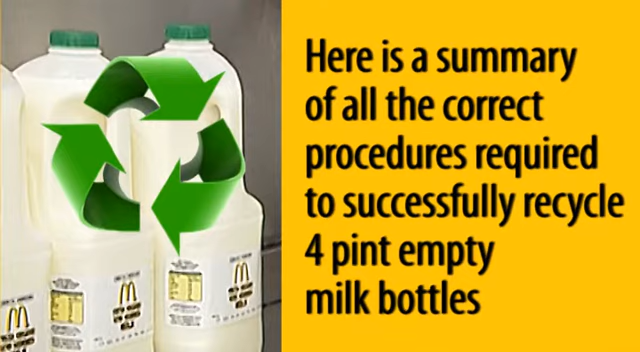 Here is a summary
of all the correct
procedures required
to successfully recycle
4 pint empty
milk bottles